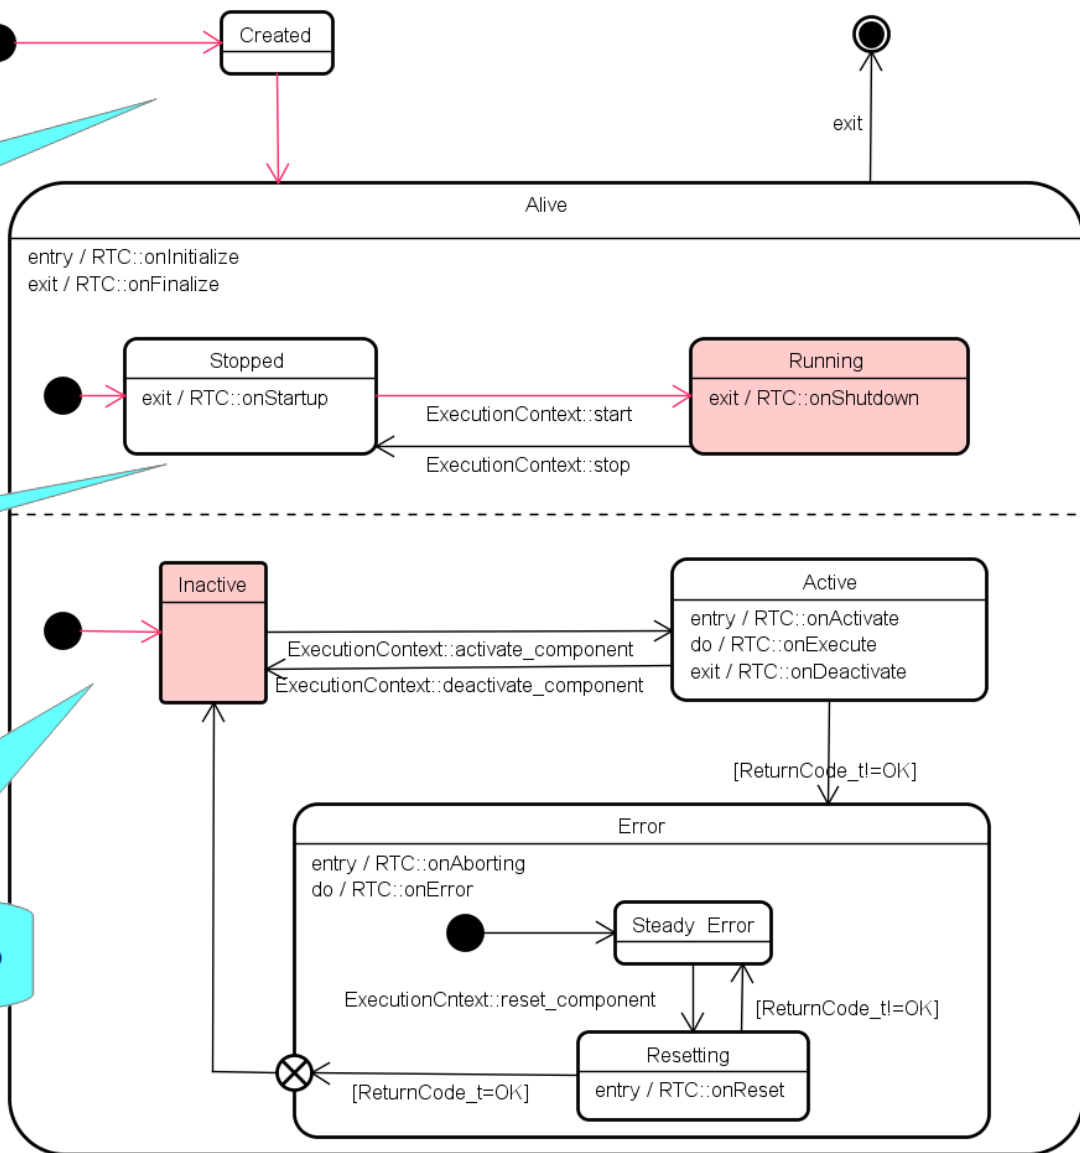 Created
exit
Alive
entry / RTC::onInitialize
exit / RTC::onFinalize
Stopped
exit / RTC::onStartup
ExecutionContext::start
ExecutionContext::stop
Running
exit / RTC::onShutdown
Inactive
ExecutionContext::activate_component
ExecutionContext::deactivate_component
Active
entry / RTC::onActivate
do / RTC::onExecute
exit / RTC::onDeactivate
[ReturnCode_t!=OK]
Error
entry / RTC::onAborting
do / RTC::onError
Steady Error
ExecutionCntext::reset_component
[ReturnCode_t!=OK]
Resetting
entry / RTC::onReset
[ReturnCode_t=OK]